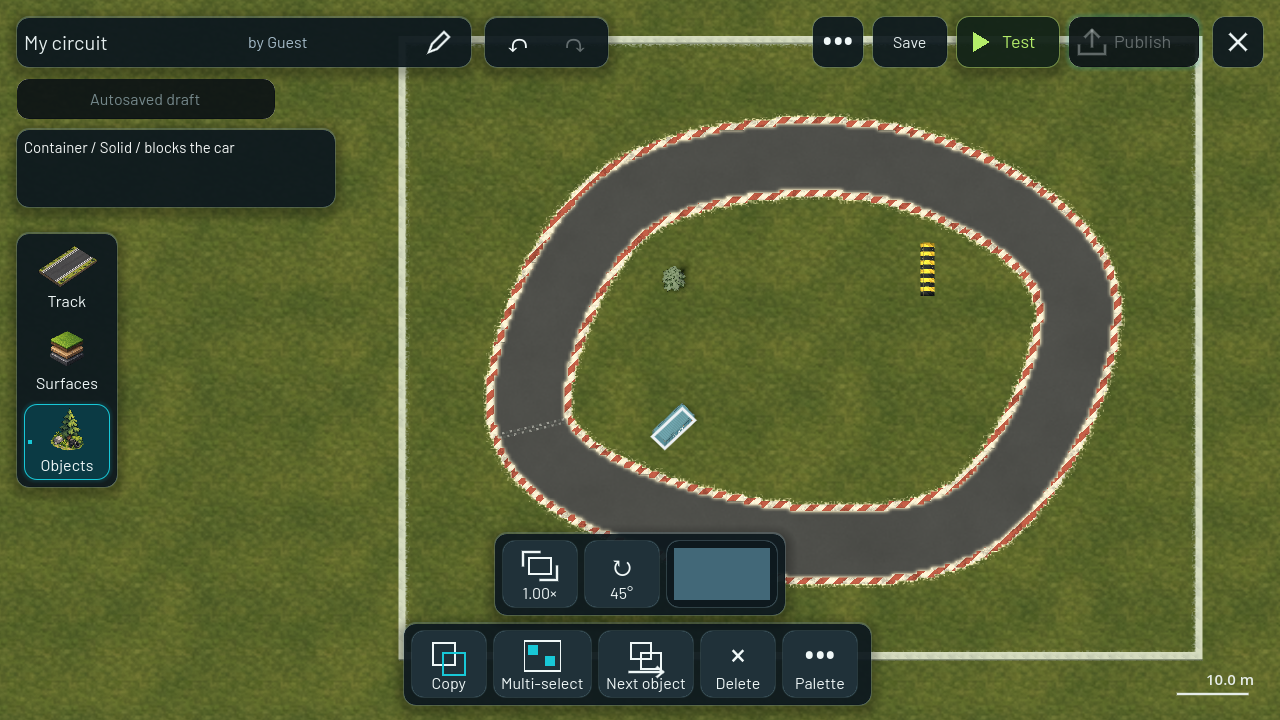 My circuit
by Guest
Save
Test
Publish
Autosaved draft
Container / Solid / blocks the car
Track
Surfaces
Objects
1.00×
45°
Copy
Multi-select
Next object
Delete
Palette
10.0 m